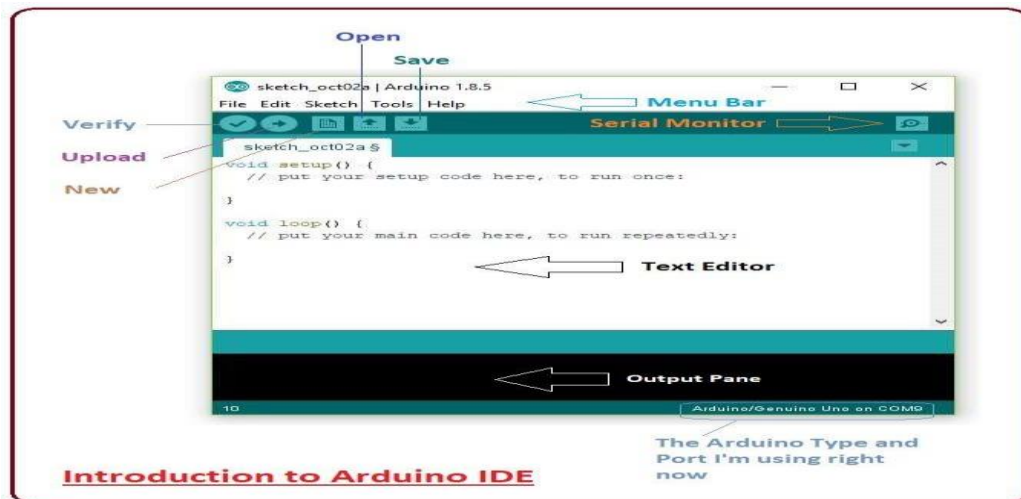 Open
Save
sketch_oct02a | Arduino 1.8.5
File Edit Sketch Tools Help
Menu Bar
Verify
Serial Monitor
Upload
sketch_oct02a §
New
void setup() {
// put your setup code here, to run once:
}
void loop() {
// put your main code here, to run repeatedly:
}
Text Editor
Output Pane
10
Arduino/Genuino Uno on COM9
The Arduino Type and
Port I'm using right
now
Introduction to Arduino IDE